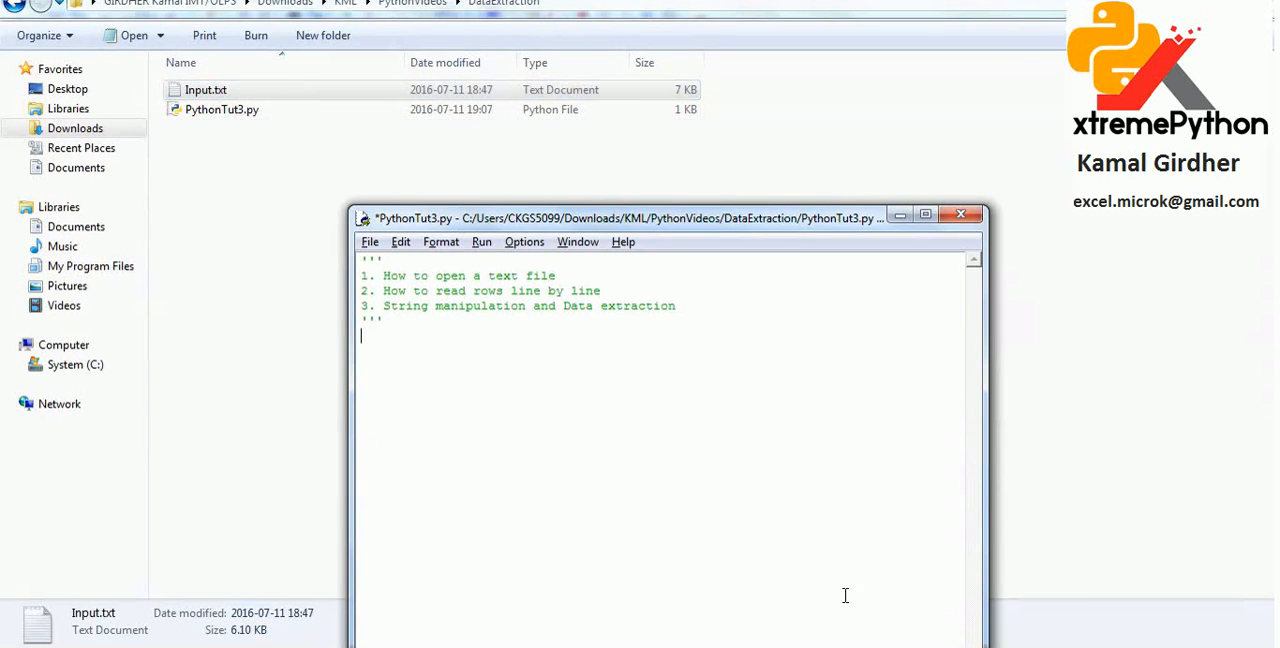 GIRDHER Kamal IMT/OLPS Downloads KML PythonVideos DataExtraction
Organize Open Print Burn New folder
Favorites
Desktop
Libraries
Downloads
Recent Places
Documents
Libraries
Documents
Music
My Program Files
Pictures
Videos
Computer
System (C:)
Network
Name Date modified Type Size
Input.txt 2016-07-11 18:47 Text Document 7 KB
PythonTut3.py 2016-07-11 19:07 Python File 1 KB
xtremePython
Kamal Girdher
excel.microk@gmail.com
*PythonTut3.py - C:/Users/CKGS5099/Downloads/KML/PythonVideos/DataExtraction/PythonTut3.py ...
File Edit Format Run Options Window Help
'''
1. How to open a text file
2. How to read rows line by line
3. String manipulation and Data extraction
'''
Input.txt Date modified: 2016-07-11 18:47
Text Document Size: 6.10 KB